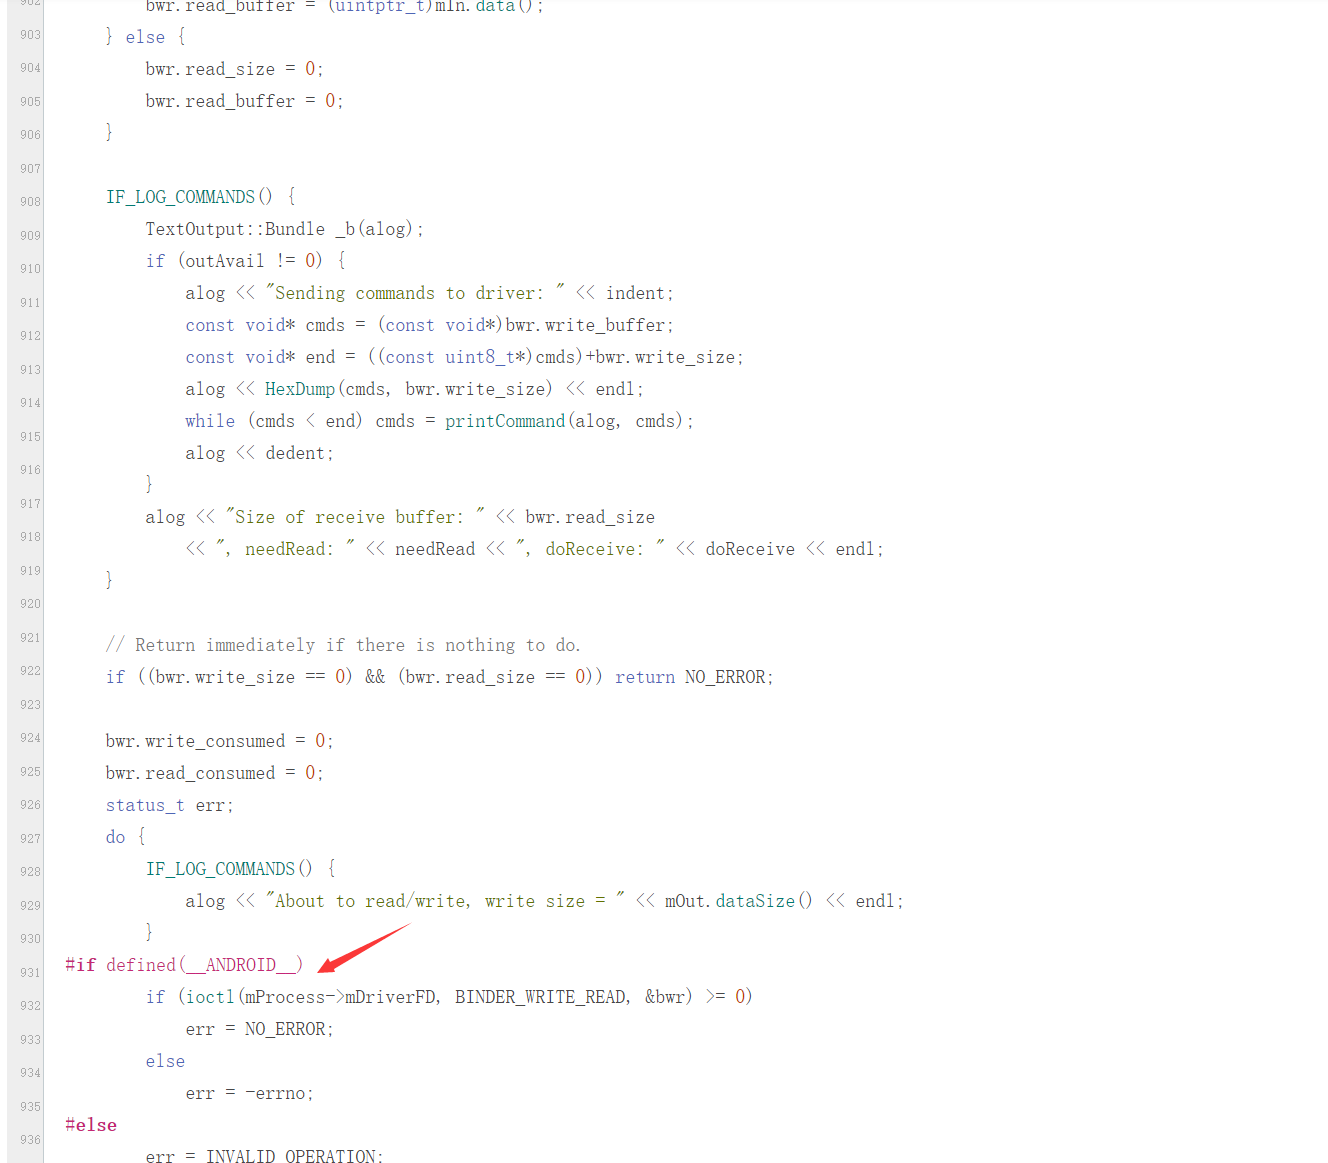 902 bwr.read_buffer = (uintptr_t)mIn.data();
903 } else {
904 bwr.read_size = 0;
905 bwr.read_buffer = 0;
906 }
907
908 IF_LOG_COMMANDS() {
909 TextOutput::Bundle _b(alog);
910 if (outAvail != 0) {
911 alog << "Sending commands to driver: " << indent;
912 const void* cmds = (const void*)bwr.write_buffer;
913 const void* end = ((const uint8_t*)cmds)+bwr.write_size;
914 alog << HexDump(cmds, bwr.write_size) << endl;
915 while (cmds < end) cmds = printCommand(alog, cmds);
916 alog << dedent;
917 }
918 alog << "Size of receive buffer: " << bwr.read_size
919 << ", needRead: " << needRead << ", doReceive: " << doReceive << endl;
920 }
921
922 // Return immediately if there is nothing to do.
923 if ((bwr.write_size == 0) && (bwr.read_size == 0)) return NO_ERROR;
924
925 bwr.write_consumed = 0;
926 bwr.read_consumed = 0;
927 status_t err;
928 do {
929 IF_LOG_COMMANDS() {
930 alog << "About to read/write, write size = " << mOut.dataSize() << endl;
931 }
932 #if defined(__ANDROID__)
933 if (ioctl(mProcess->mDriverFD, BINDER_WRITE_READ, &bwr) >= 0)
934 err = NO_ERROR;
935 else
936 err = -errno;
#else
err = INVALID_OPERATION;